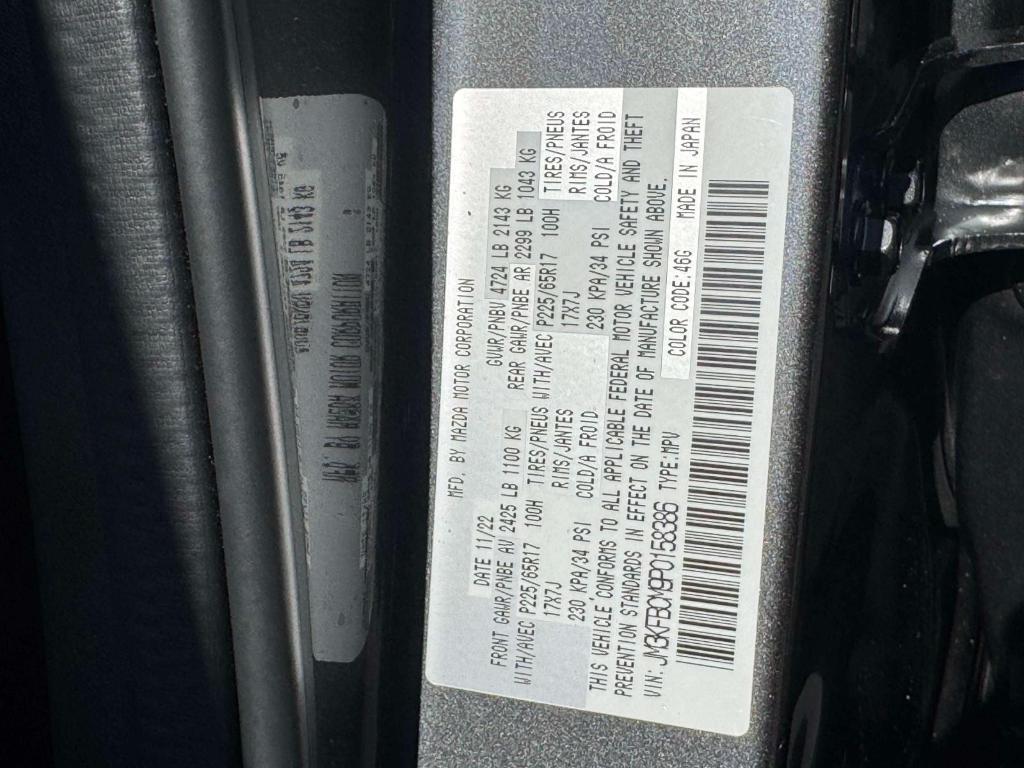 MFD. BY MAZDA MOTOR CORPORATION
DATE 11/22 GVWR/PNBV 4724 LB 2143 KG
FRONT GAWR/PNBE AV 2425 LB 1100 KG REAR GAWR/PNBE AR 2299 LB 1043 KG
WITH/AVEC P225/65R17 100H TIRES/PNEUS WITH/AVEC P225/65R17 100H TIRES/PNEUS
17X7J RIMS/JANTES 17X7J RIMS/JANTES
230 KPA/34 PSI COLD/A FROID 230 KPA/34 PSI COLD/A FROID
THIS VEHICLE CONFORMS TO ALL APPLICABLE FEDERAL MOTOR VEHICLE SAFETY AND THEFT
PREVENTION STANDARDS IN EFFECT ON THE DATE OF MANUFACTURE SHOWN ABOVE.
VIN: JM3KFBCM9P0158386 TYPE:MPV COLOR CODE:46G MADE IN JAPAN